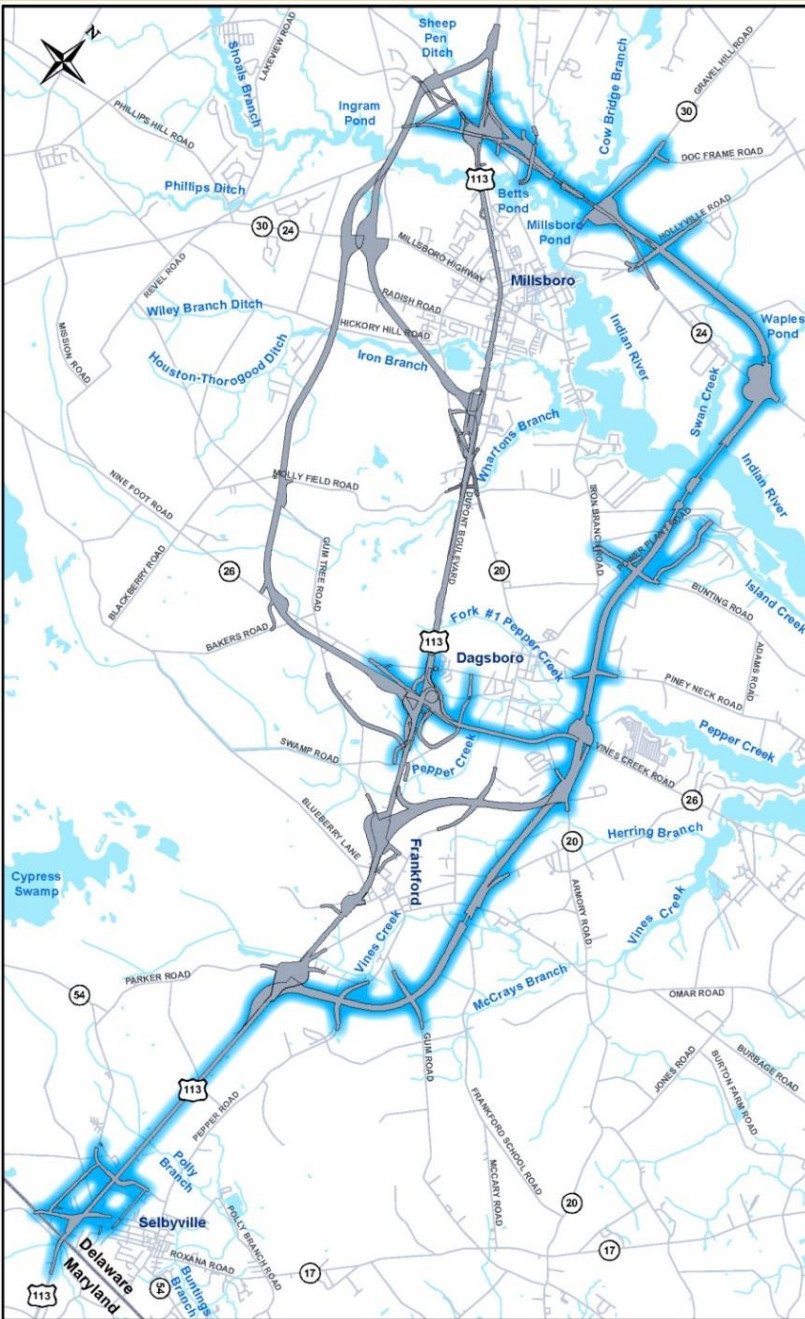 N
Sheep
Pen
Ditch
LAKEVIEW ROAD
Shoals Branch
Cow Bridge Branch
GRAVEL HILL ROAD
PHILLIPS HILL ROAD
Ingram
Pond
30
DOC FRAME ROAD
Phillips Ditch
113
Betts
Pond
Millsboro
Pond
HOLLYVILLE ROAD
30
24
MILLSBORO HIGHWAY
REVEL ROAD
Millsboro
RADISH ROAD
Wiley Branch Ditch
HICKORY HILL ROAD
Waples
Pond
24
MISSION ROAD
Houston-Thorogood Ditch
Iron Branch
Indian River
Swan Creek
Whartons Branch
Indian River
MOLLY FIELD ROAD
NINE FOOT ROAD
DUPONT BOULEVARD
IRON BRANCH ROAD
POWER PLANT ROAD
BLACKBERRY ROAD
26
GUM TREE ROAD
20
BUNTING ROAD
Island Creek
BAKERS ROAD
Fork #1 Pepper Creek
113
Dagsboro
ADAMS ROAD
PINEY NECK ROAD
SWAMP ROAD
Pepper Creek
Pepper Creek
VINES CREEK ROAD
26
BLUEBERRY LANE
Herring Branch
20
Cypress
Swamp
Frankford
ARMORY ROAD
Vines Creek
Vines Creek
PARKER ROAD
54
McCrays Branch
OMAR ROAD
GUM ROAD
JONES ROAD
BURBAGE ROAD
BURTON FARM ROAD
113
PEPPER ROAD
FRANKFORD SCHOOL ROAD
MCCARY ROAD
Polly
Branch
20
Selbyville
POLLY BRANCH ROAD
17
Delaware
Maryland
ROXANA ROAD
17
113
54
Buntings
Branch